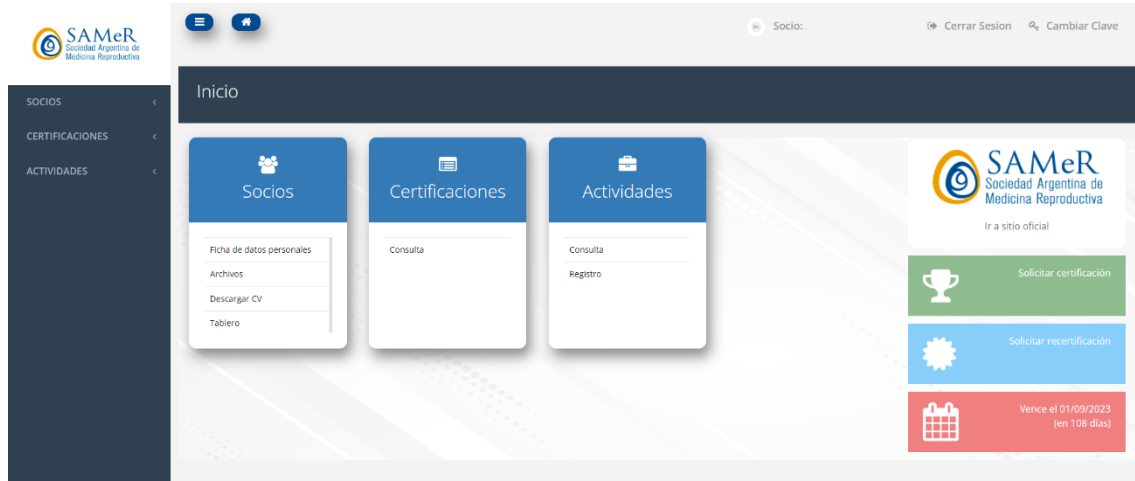 SAMeR
Sociedad Argentina de
Medicina Reproductiva
Socio:.
Cerrar Sesion
Cambiar Clave
SOCIOS
CERTIFICACIONES
ACTIVIDADES
Inicio
Socios
Ficha de datos personales
Archivos
Descargar CV
Tablero
Certificaciones
Consulta
Actividades
Consulta
Registro
SAMeR
Sociedad Argentina de
Medicina Reproductiva
Ir a sitio oficial
Solicitar certificación
Solicitar recertificación
Vence el 01/09/2023
(en 108 días)